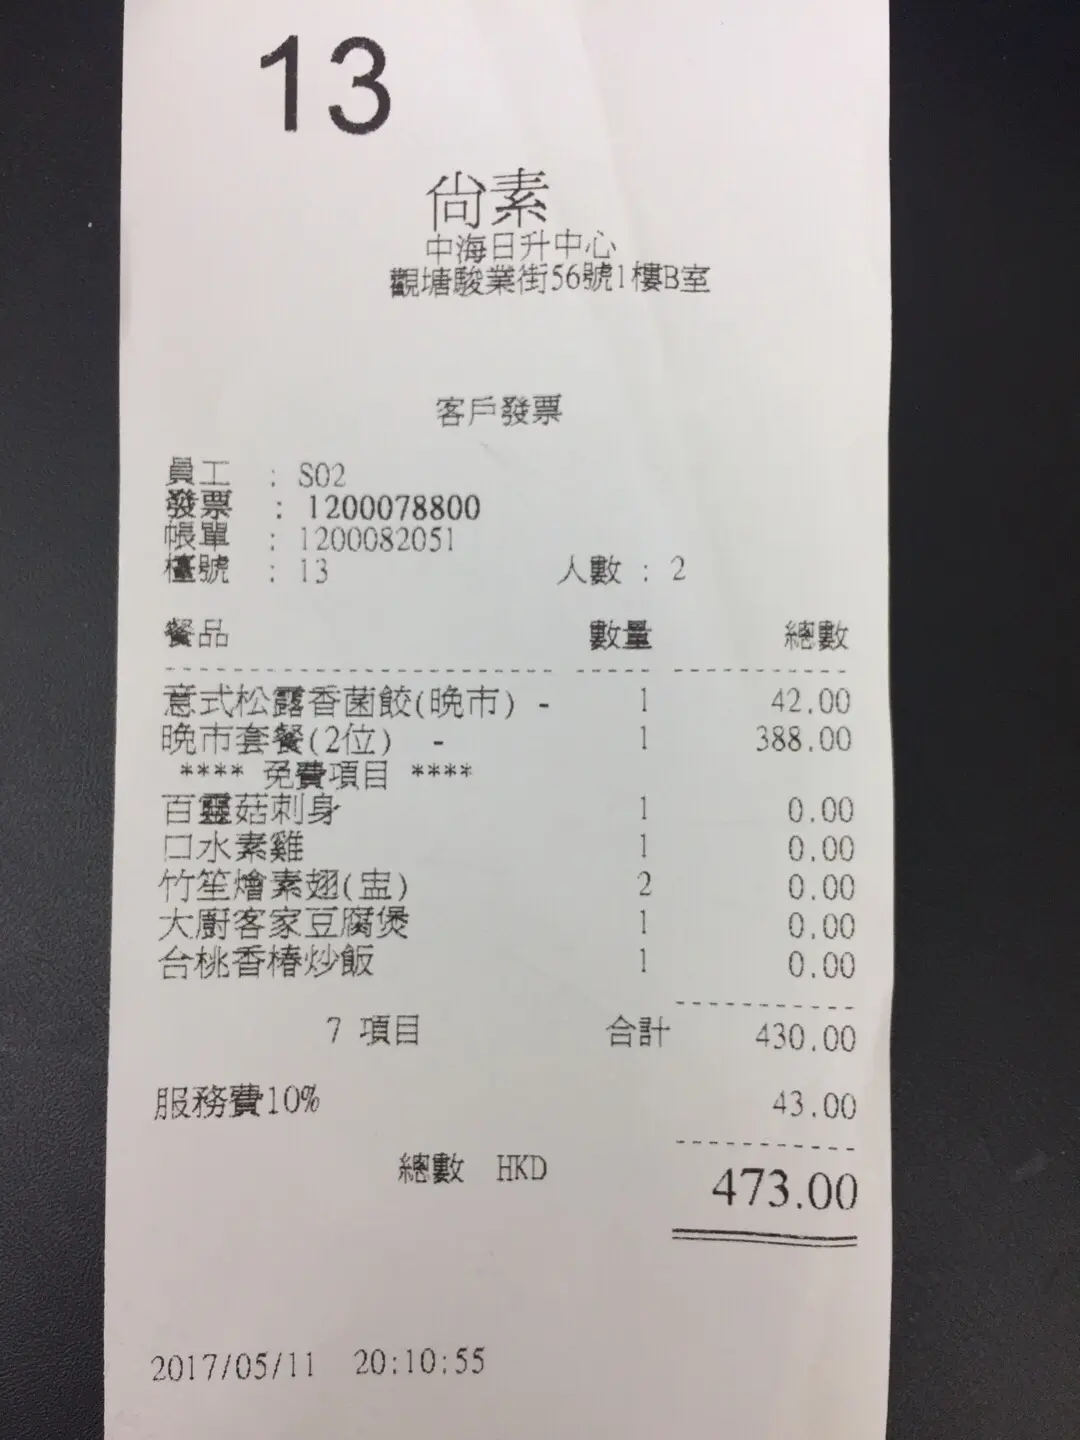 13
尙素
中海日升中心
觀塘駿業街56號1樓B室
客戶發票
員工 : S02
發票 : 1200078800
帳單 : 1200082051
檯號 : 13 人數 : 2
餐品 數量 總數
意式松露香菌餃(晚市) - 1 42.00
晚市套餐(2位) - 1 388.00
**** 免費項目 ****
百靈菇刺身 1 0.00
口水素雞 1 0.00
竹笙燴素翅(盅) 2 0.00
大廚客家豆腐煲 1 0.00
台桃香椿炒飯 1 0.00
7 項目 合計 430.00
服務費10% 43.00
總數 HKD 473.00
2017/05/11 20:10:55